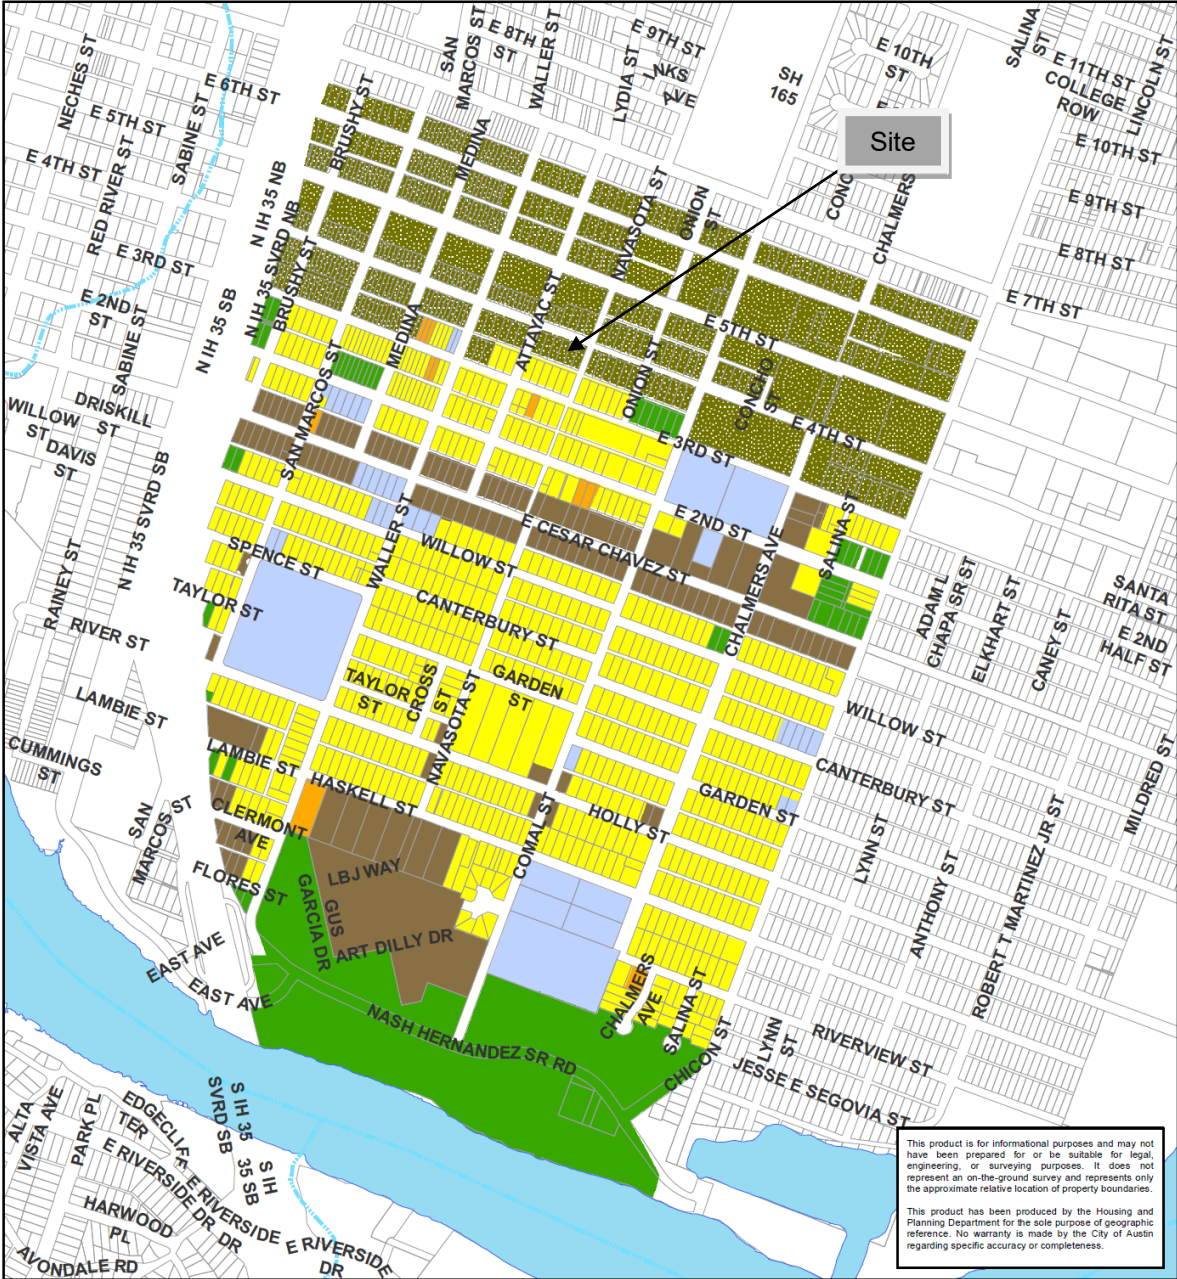 E 8TH
ST
E 9TH ST
SAN
MARCOS ST
WALLER ST
LYDIA ST
NKS
AVE
SH
165
E 10TH
ST
SALINA
ST
E 11TH ST
COLLEGE
ROW
LINCOLN ST
E 10TH ST
E 9TH ST
E 8TH ST
E 7TH ST
NECHES ST
E 6TH ST
E 5TH ST
SABINE ST
E 4TH ST
RED RIVER ST
E 3RD ST
E 2ND
ST
SABINE ST
N IH 35 NB
N IH 35 SVRD NB
N IH 35 SB
BRUSHY ST
BRUSHY ST
MEDINA
MEDINA
Site
CONC
CHALMERS
NAVASOTA ST
ONION
ST
ATTAYAC ST
E 5TH ST
ONION ST
CONCHO
ST
E 4TH ST
E 3RD ST
SAN MARCOS ST
DRISKILL
ST
WILLOW
ST
DAVIS
ST
N IH 35 SVRD SB
RAINEY ST
E 2ND ST
E CESAR CHAVEZ ST
CHALMERS AVE
SALINA ST
WALLER ST
WILLOW ST
SPENCE ST
TAYLOR ST
CANTERBURY ST
RIVER ST
LAMBIE ST
CUMMINGS
ST
ADAM L
CHAPA SR ST
ELKHART ST
CANEY ST
SANTA
RITA ST
E 2ND
HALF ST
TAYLOR
ST
CROSS
ST
NAVASOTA ST
GARDEN
ST
WILLOW ST
CANTERBURY ST
GARDEN ST
HOLLY ST
COMAL ST
LAMBIE ST
HASKELL ST
CLERMONT
AVE
SAN
MARCOS ST
FLORES ST
LBJ WAY
GUS
GARCIA DR
ART DILLY DR
EAST AVE
EAST AVE
NASH HERNANDEZ SR RD
CHALMERS
AVE
SALINA ST
CHICON ST
LYNN ST
ANTHONY ST
ROBERT T MARTINEZ JR ST
MILDRED ST
LYNN
ST
RIVERVIEW ST
JESSE E SEGOVIA ST
ALTA
VISTA AVE
PARK PL
EDGECLIFF
TER
E RIVERSIDE DR
HARWOOD
PL
AVONDALE RD
S IH 35
SVRD SB
S IH
35 SB
E RIVERSIDE
DR
E RIVERSIDE
DR
This product is for informational purposes and may not
have been prepared for or be suitable for legal,
engineering, or surveying purposes. It does not
represent an on-the-ground survey and represents only
the approximate relative location of property boundaries.
This product has been produced by the Housing and
Planning Department for the sole purpose of geographic
reference. No warranty is made by the City of Austin
regarding specific accuracy or completeness.